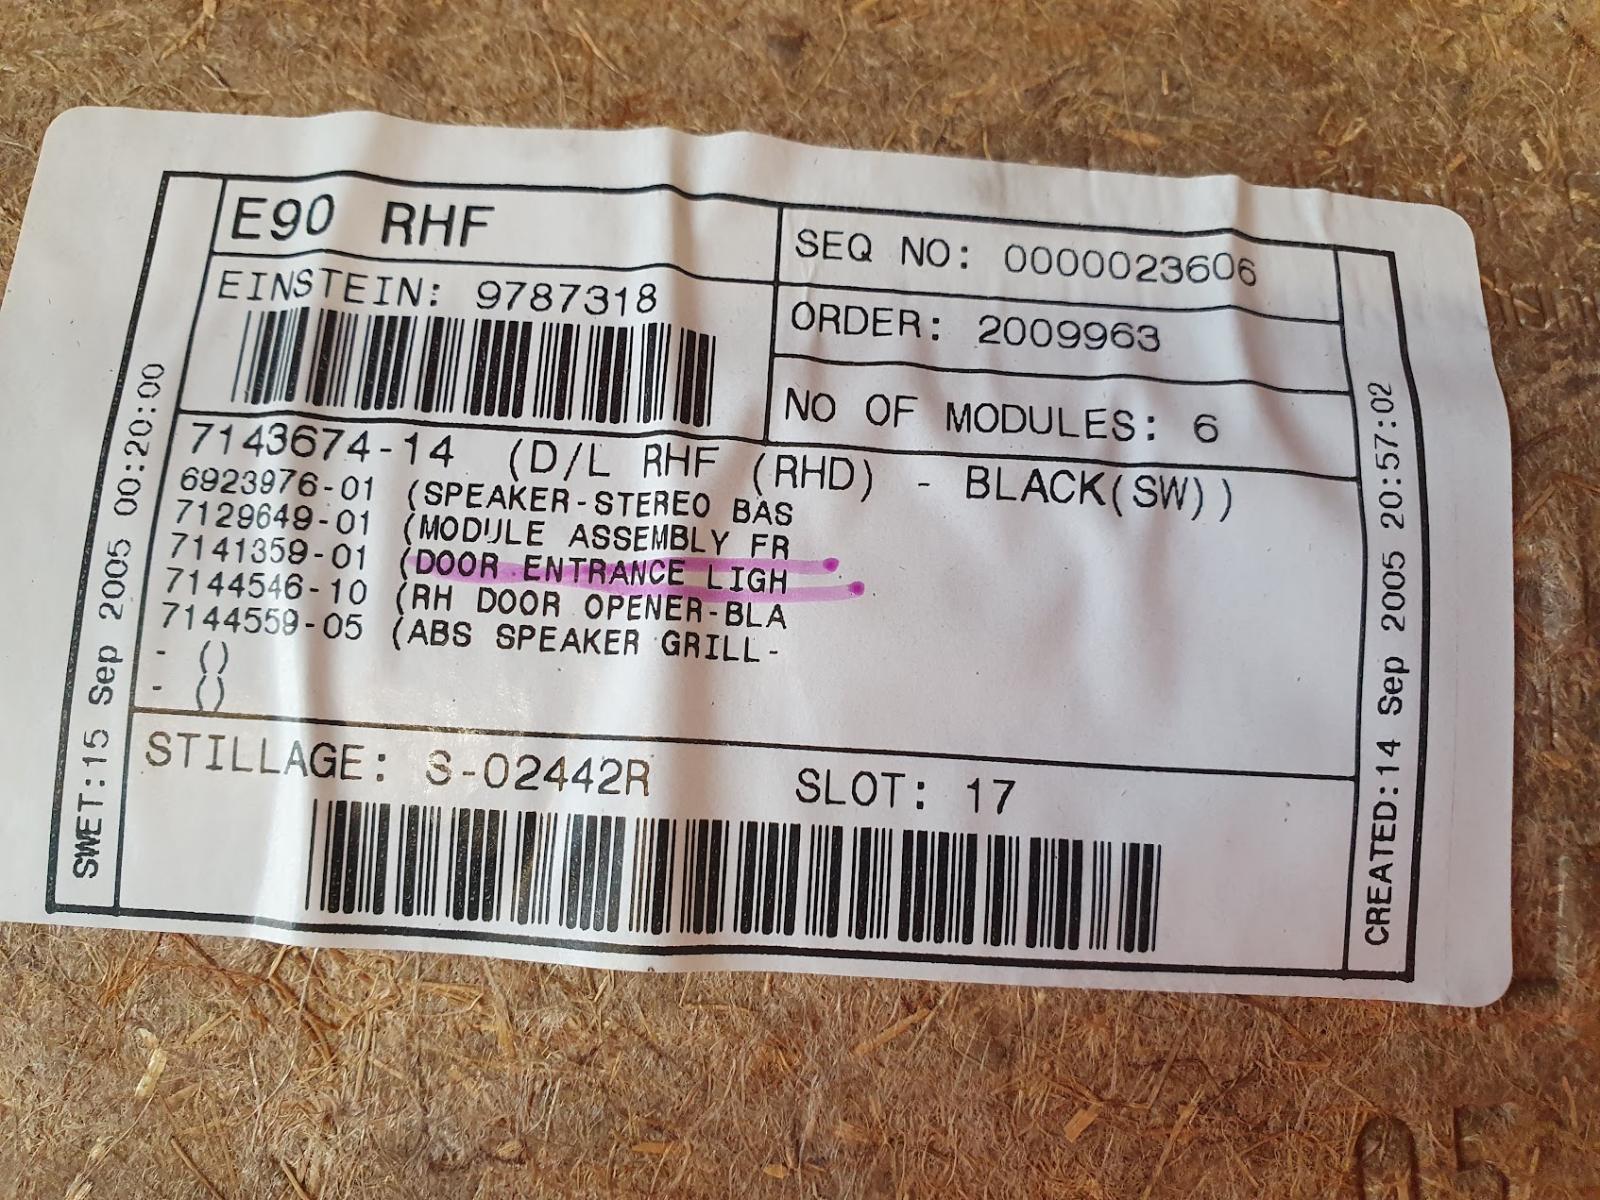 E90 RHF
SEQ NO: 0000023606
EINSTEIN: 9787318
ORDER: 2009963
NO OF MODULES: 6
7143674-14 (D/L RHF (RHD) - BLACK(SW))
6923976-01 (SPEAKER-STEREO BAS
7129649-01 (MODULE ASSEMBLY FR
7141359-01 (DOOR ENTRANCE LIGH
7144546-10 (RH DOOR OPENER-BLA
7144559-05 (ABS SPEAKER GRILL-
- ()
- ()
STILLAGE: S-02442R SLOT: 17
SWET:15 Sep 2005 00:20:00
CREATED:14 Sep 2005 20:57:02